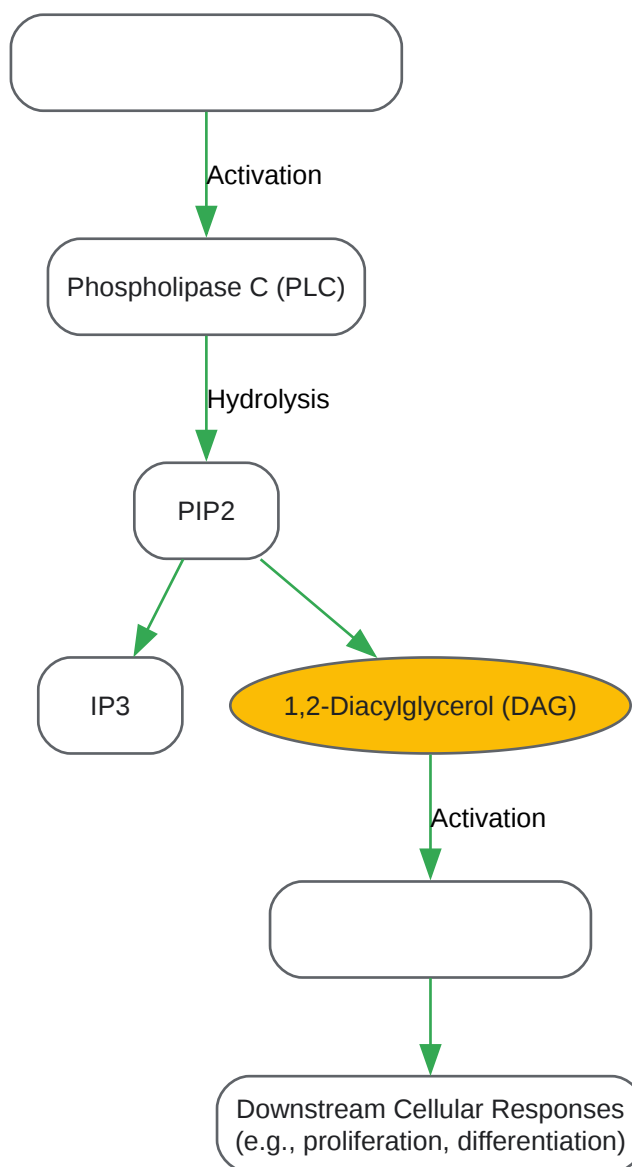 Activation
Phospholipase C (PLC)
Hydrolysis
PIP2
IP3
1,2-Diacylglycerol (DAG)
Activation
Downstream Cellular Responses
(e.g., proliferation, differentiation)